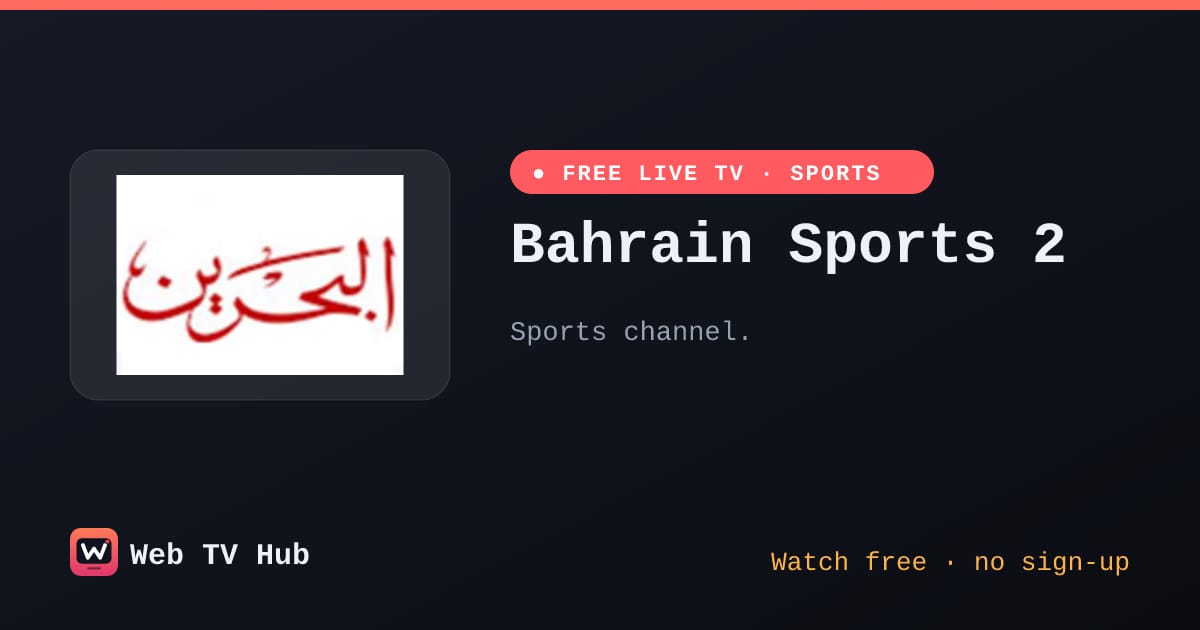 البحرين
● FREE LIVE TV · SPORTS
Bahrain Sports 2
Sports channel.
W
Web TV Hub
Watch free · no sign-up